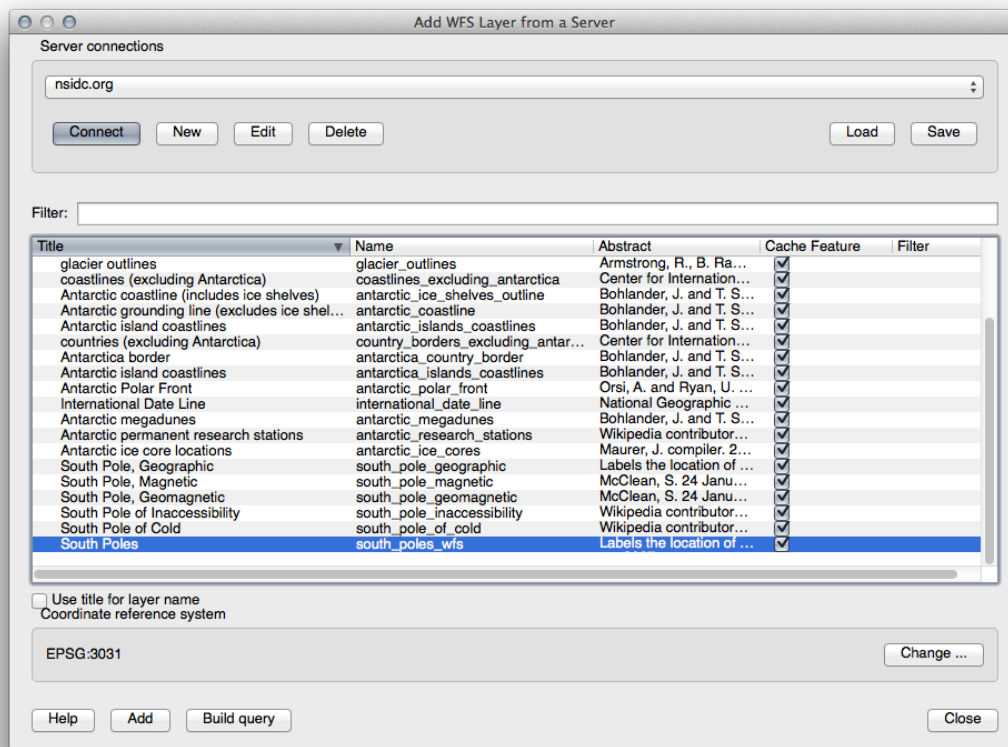 Add WFS Layer from a Server
Server connections
nsidc.org
Connect New Edit Delete Load Save
Filter:
Title Name Abstract Cache Feature Filter
glacier outlines glacier_outlines Armstrong, R., B. Ra...
coastlines (excluding Antarctica) coastlines_excluding_antarctica Center for Internation...
Antarctic coastline (includes ice shelves) antarctic_ice_shelves_outline Bohlander, J. and T. S...
Antarctic grounding line (excludes ice shel... antarctic_coastline Bohlander, J. and T. S...
Antarctic island coastlines antarctic_islands_coastlines Bohlander, J. and T. S...
countries (excluding Antarctica) country_borders_excluding_antar... Center for Internation...
Antarctica border antarctica_country_border Bohlander, J. and T. S...
Antarctic island coastlines antarctica_islands_coastlines Bohlander, J. and T. S...
Antarctic Polar Front antarctic_polar_front Orsi, A. and Ryan, U. ...
International Date Line international_date_line National Geographic ...
Antarctic megadunes antarctic_megadunes Bohlander, J. and T. S...
Antarctic permanent research stations antarctic_research_stations Wikipedia contributor...
Antarctic ice core locations antarctic_ice_cores Maurer, J. compiler. 2...
South Pole, Geographic south_pole_geographic Labels the location of ...
South Pole, Magnetic south_pole_magnetic McClean, S. 24 Janu...
South Pole, Geomagnetic south_pole_geomagnetic McClean, S. 24 Janu...
South Pole of Inaccessibility south_pole_inaccessibility Wikipedia contributor...
South Pole of Cold south_pole_of_cold Wikipedia contributor...
South Poles south_poles_wfs Labels the location of ...
Use title for layer name
Coordinate reference system
EPSG:3031 Change ...
Help Add Build query Close